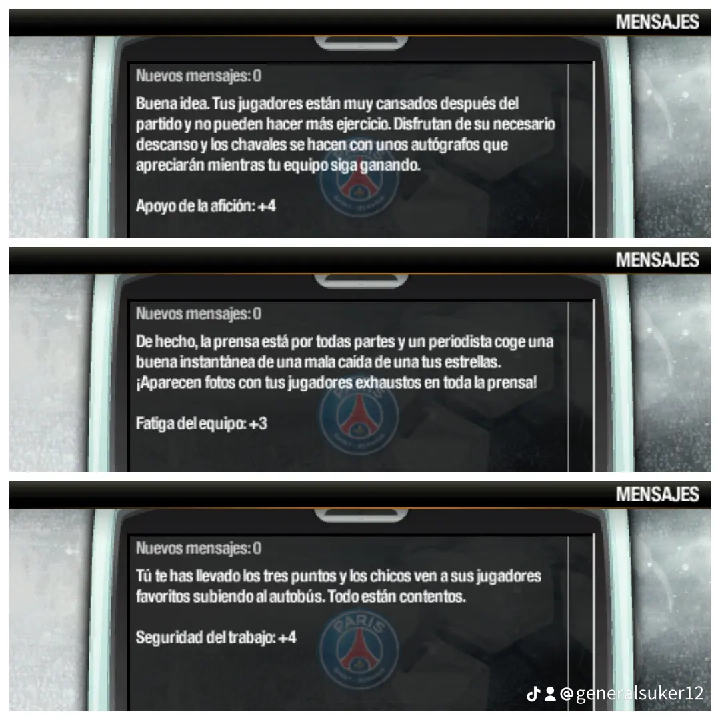 MENSAJES
Nuevos mensajes: 0
Buena idea. Tus jugadores están muy cansados después del
partido y no pueden hacer más ejercicio. Disfrutan de su necesario
descanso y los chavales se hacen con unos autógrafos que
apreciarán mientras tu equipo siga ganando.
Apoyo de la afición: +4
MENSAJES
Nuevos mensajes: 0
De hecho, la prensa está por todas partes y un periodista coge una
buena instantánea de una mala caída de una tus estrellas.
¡Aparecen fotos con tus jugadores exhaustos en toda la prensa!
Fatiga del equipo: +3
MENSAJES
Nuevos mensajes: 0
Tú te has llevado los tres puntos y los chicos ven a sus jugadores
favoritos subiendo al autobús. Todo están contentos.
Seguridad del trabajo: +4
PARIS
@generalsuker12